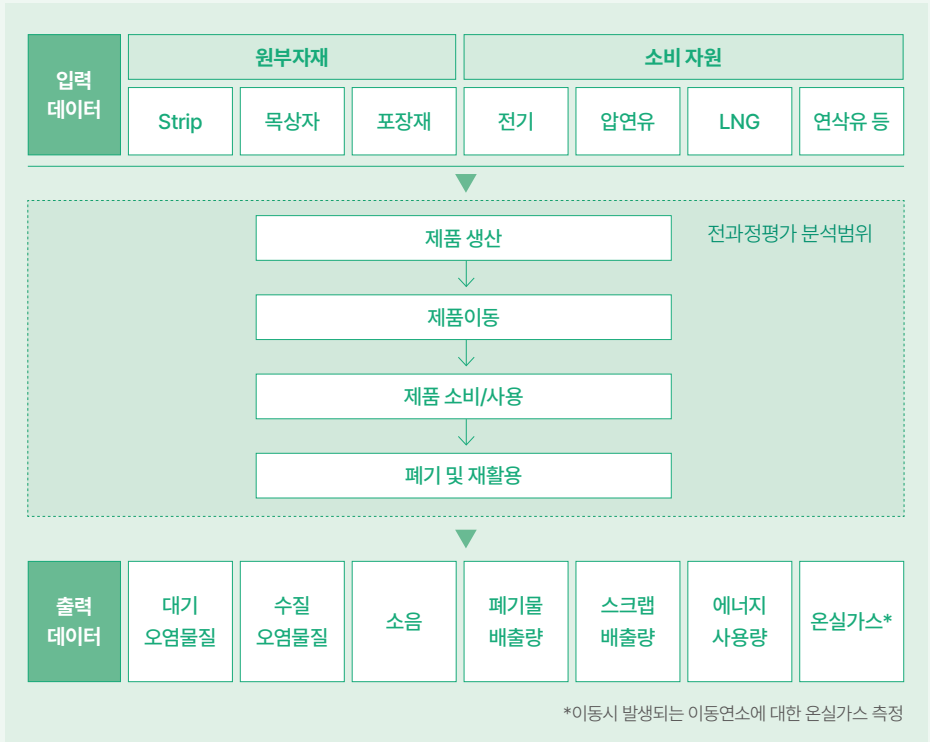 입력
데이터
원부자재
소비 자원
Strip
목상자
포장재
전기
압연유
LNG
연삭유 등
전과정평가 분석범위
제품 생산
제품이동
제품 소비/사용
폐기 및 재활용
출력
데이터
대기
오염물질
수질
오염물질
소음
폐기물
배출량
스크랩
배출량
에너지
사용량
온실가스*
*이동시 발생되는 이동연소에 대한 온실가스 측정